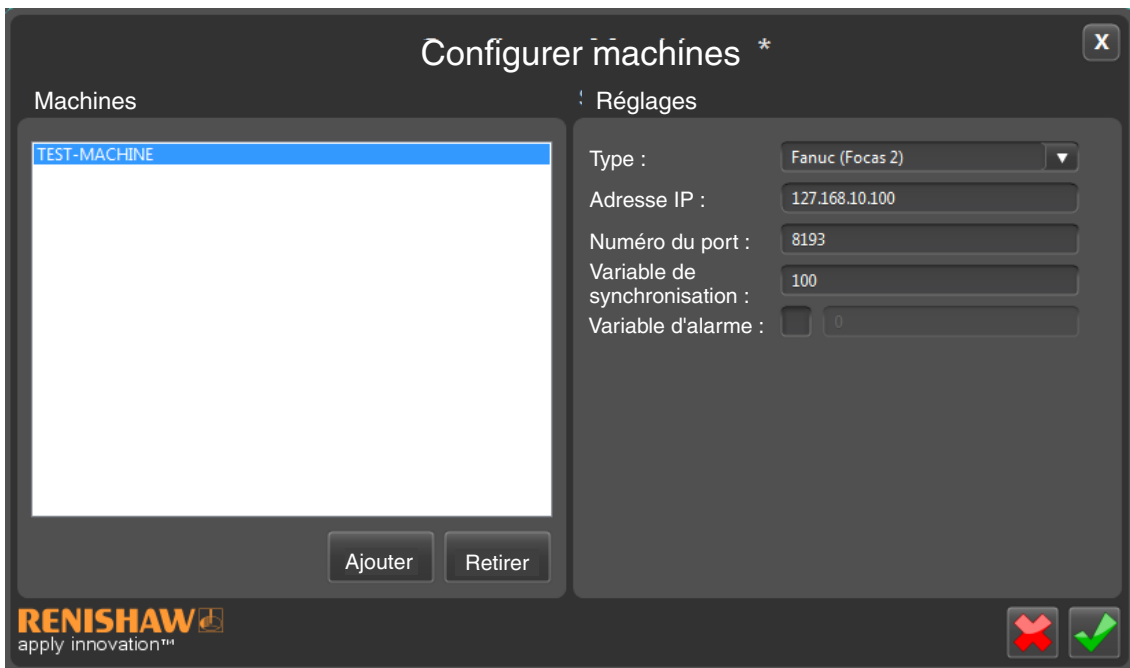 Configurer machines *
X
Machines
Réglages
TEST-MACHINE
Type :
Fanuc (Focas 2)
Adresse IP :
127.168.10.100
Numéro du port :
8193
Variable de
synchronisation :
100
Variable d'alarme :
0
Ajouter
Retirer
RENISHAW
apply innovation™